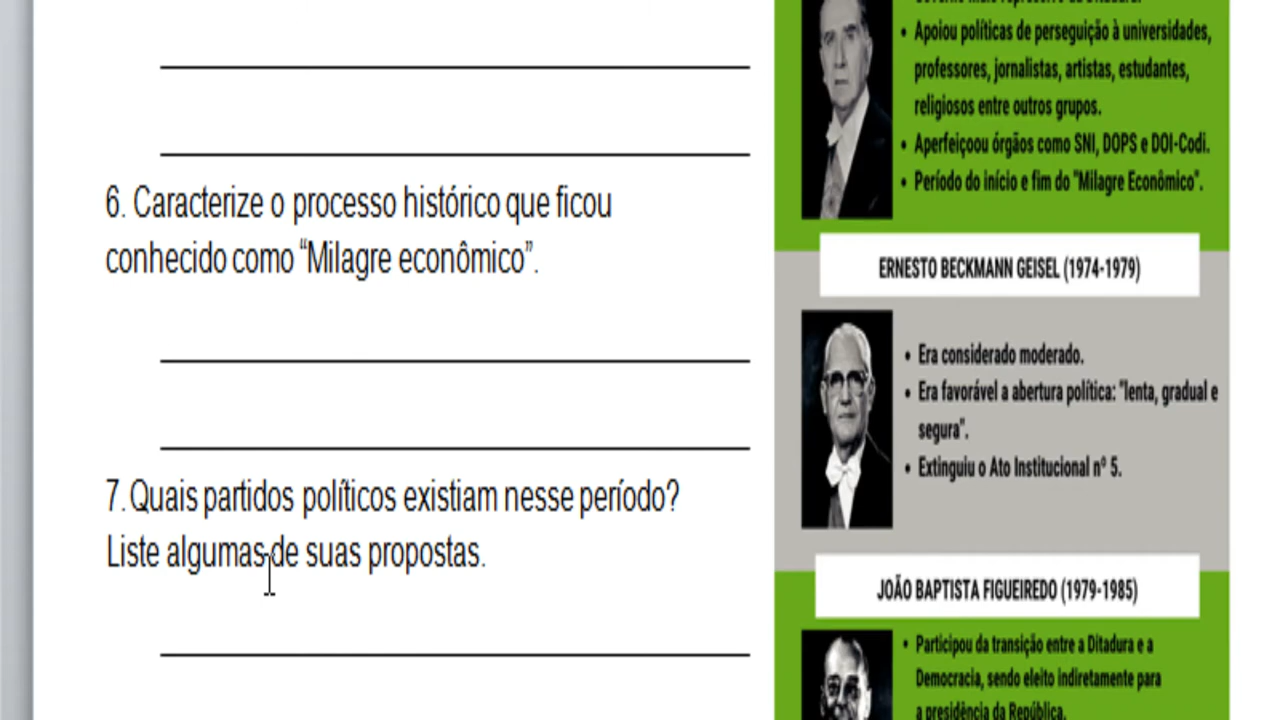 6. Caracterize o processo histórico que ficou
conhecido como “Milagre econômico”.
7. Quais partidos políticos existiam nesse período?
Liste algumas de suas propostas.
• Apoiou políticas de perseguição à universidades,
professores, jornalistas, artistas, estudantes,
religiosos entre outros grupos.
• Aperfeiçoou órgãos como SNI, DOPS e DOI-Codi.
• Período do início e fim do "Milagre Econômico".
ERNESTO BECKMANN GEISEL (1974-1979)
• Era considerado moderado.
• Era favorável a abertura política: "lenta, gradual e
segura".
• Extinguiu o Ato Institucional nº 5.
JOÃO BAPTISTA FIGUEIREDO (1979-1985)
• Participou da transição entre a Ditadura e a
Democracia, sendo eleito indiretamente para
a presidência da República.